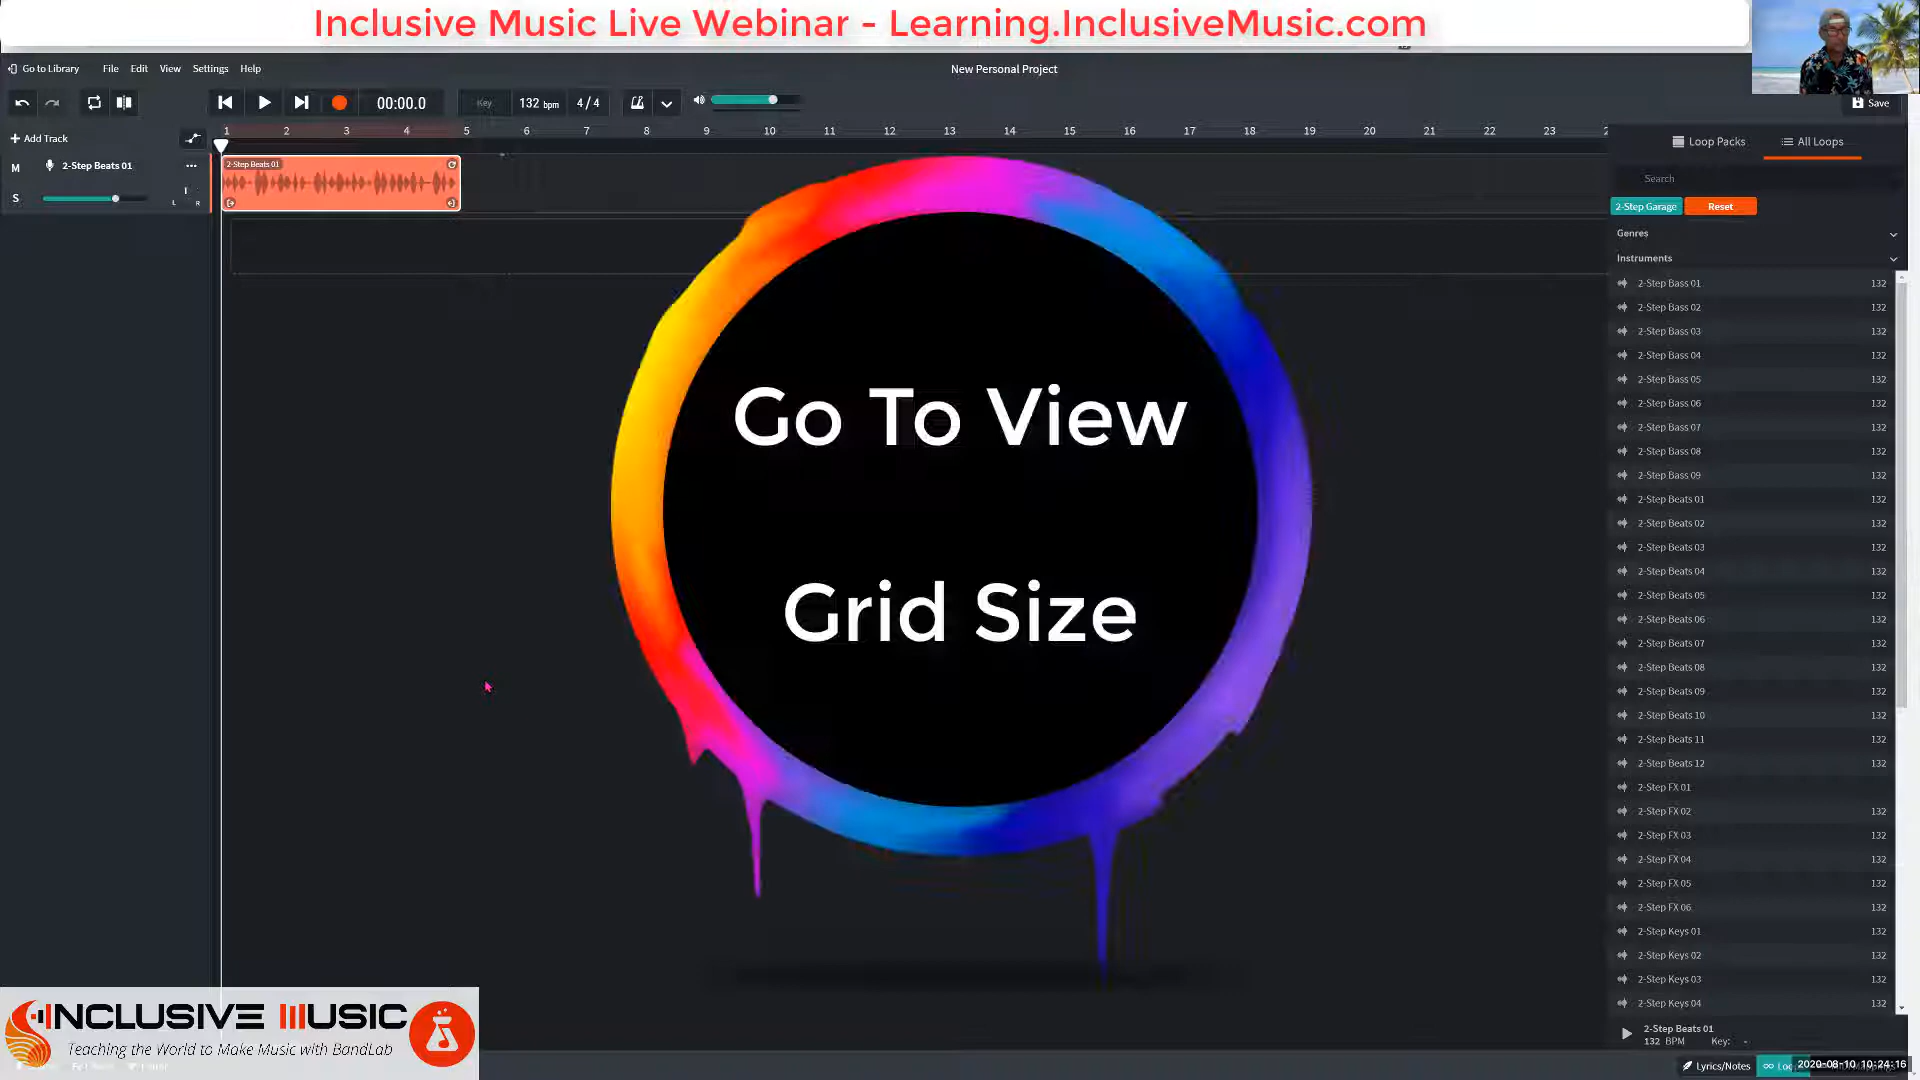 Inclusive Music Live Webinar - Learning.InclusiveMusic.com
Go to Library File Edit View Settings Help
New Personal Project
00:00.0 Key 132 bpm 4/4
Save
+ Add Track
1 2 3 4 5 6 7 8 9 10 11 12 13 14 15 16 17 18 19 20 21 22 23
Loop Packs All Loops
M 2-Step Beats 01 ...
2-Step Beats 01
S L R
Search
2-Step Garage Reset
Genres
Instruments
2-Step Bass 01 132
2-Step Bass 02 132
2-Step Bass 03 132
2-Step Bass 04 132
2-Step Bass 05 132
2-Step Bass 06 132
2-Step Bass 07 132
2-Step Bass 08 132
2-Step Bass 09 132
2-Step Beats 01 132
2-Step Beats 02 132
2-Step Beats 03 132
2-Step Beats 04 132
2-Step Beats 05 132
2-Step Beats 06 132
2-Step Beats 07 132
2-Step Beats 08 132
2-Step Beats 09 132
2-Step Beats 10 132
2-Step Beats 11 132
2-Step Beats 12 132
2-Step FX 01
2-Step FX 02 132
2-Step FX 03 132
2-Step FX 04 132
2-Step FX 05 132
2-Step FX 06 132
2-Step Keys 01 132
2-Step Keys 02 132
2-Step Keys 03 132
2-Step Keys 04 132
Go To View
Grid Size
INCLUSIVE MUSIC
Teaching the World to Make Music with BandLab
2-Step Beats 01
132 BPM Key: -
Lyrics/Notes
2020-08-10 10:24:16